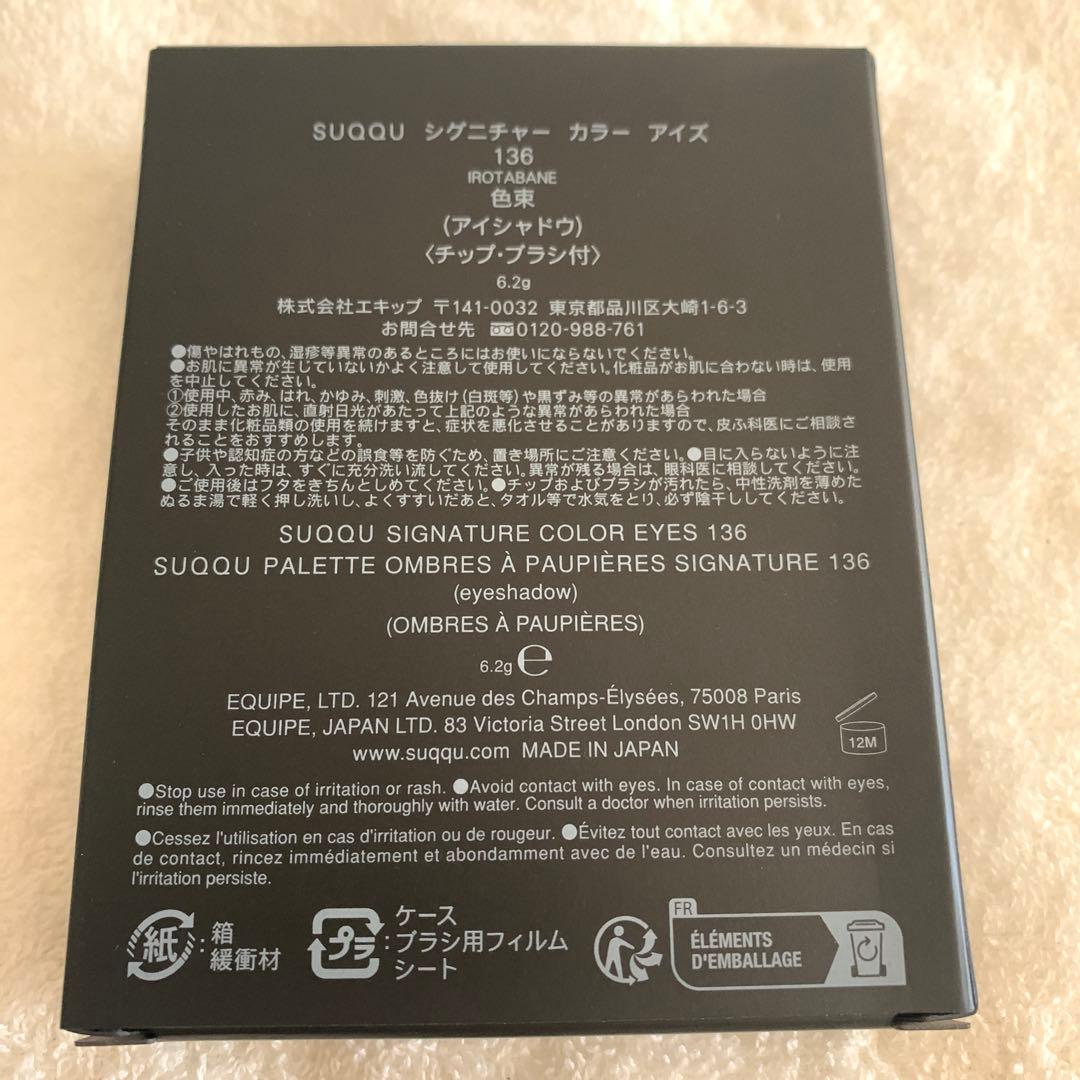 SUQQU シグニチャー カラー アイズ
136
IROTABANE
色束
(アイシャドウ)
〈チップ・ブラシ付〉
6.2g
株式会社エキップ 〒141-0032 東京都品川区大崎1-6-3
お問合せ先 0120-988-761
●傷やはれもの、湿疹等異常のあるところにはお使いにならないでください。
●お肌に異常が生じていないかよく注意して使用してください。化粧品がお肌に合わない時は、使用
を中止してください。
①使用中、赤み、はれ、かゆみ、刺激、色抜け(白斑等)や黒ずみ等の異常があらわれた場合
②使用したお肌に、直射日光があたって上記のような異常があらわれた場合
そのまま化粧品類の使用を続けますと、症状を悪化させることがありますので、皮ふ科医にご相談さ
れることをおすすめします。
●子供や認知症の方などの誤食等を防ぐため、置き場所にご注意ください。●目に入らないように注
意し、入った時は、すぐに充分洗い流してください。異常が残る場合は、眼科医に相談してください。
●ご使用後はフタをきちんとしめてください。●チップおよびブラシが汚れたら、中性洗剤を薄めた
ぬるま湯で軽く押し洗いし、よくすすいだあと、タオル等で水気をとり、必ず陰干ししてください。
SUQQU SIGNATURE COLOR EYES 136
SUQQU PALETTE OMBRES À PAUPIÈRES SIGNATURE 136
(eyeshadow)
(OMBRES À PAUPIÈRES)
6.2g ℮
EQUIPE, LTD. 121 Avenue des Champs-Élysées, 75008 Paris
EQUIPE, JAPAN LTD. 83 Victoria Street London SW1H 0HW
www.suqqu.com MADE IN JAPAN
12M
●Stop use in case of irritation or rash. ●Avoid contact with eyes. In case of contact with eyes,
rinse them immediately and thoroughly with water. Consult a doctor when irritation persists.
●Cessez l'utilisation en cas d'irritation ou de rougeur. ●Évitez tout contact avec les yeux. En cas
de contact, rincez immédiatement et abondamment avec de l'eau. Consultez un médecin si
l'irritation persiste.
紙:箱
緩衝材
プラ:ケース
ブラシ用フィルム
シート
FR
ÉLÉMENTS
D'EMBALLAGE